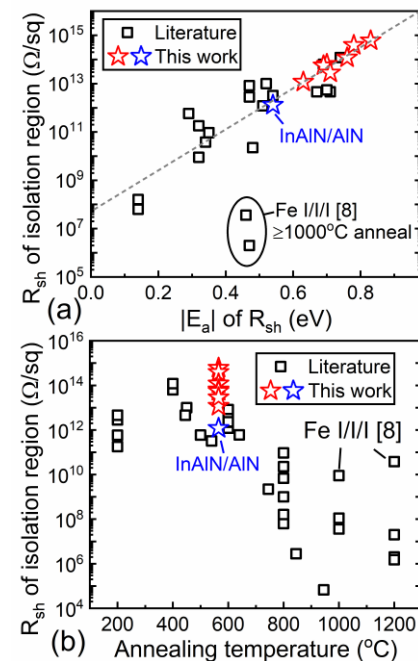 10^15
10^13
10^11
10^9
10^7
10^5
R_sh of isolation region (Ω/sq)
Literature
This work
InAlN/AlN
Fe I/I/I [8]
≥1000°C anneal
(a)
0.0 0.2 0.4 0.6 0.8
|E_a| of R_sh (eV)
10^16
10^14
10^12
10^10
10^8
10^6
10^4
R_sh of isolation region (Ω/sq)
Literature
This work
InAlN/AlN
Fe I/I/I [8]
(b)
200 400 600 800 1000 1200
Annealing temperature (°C)